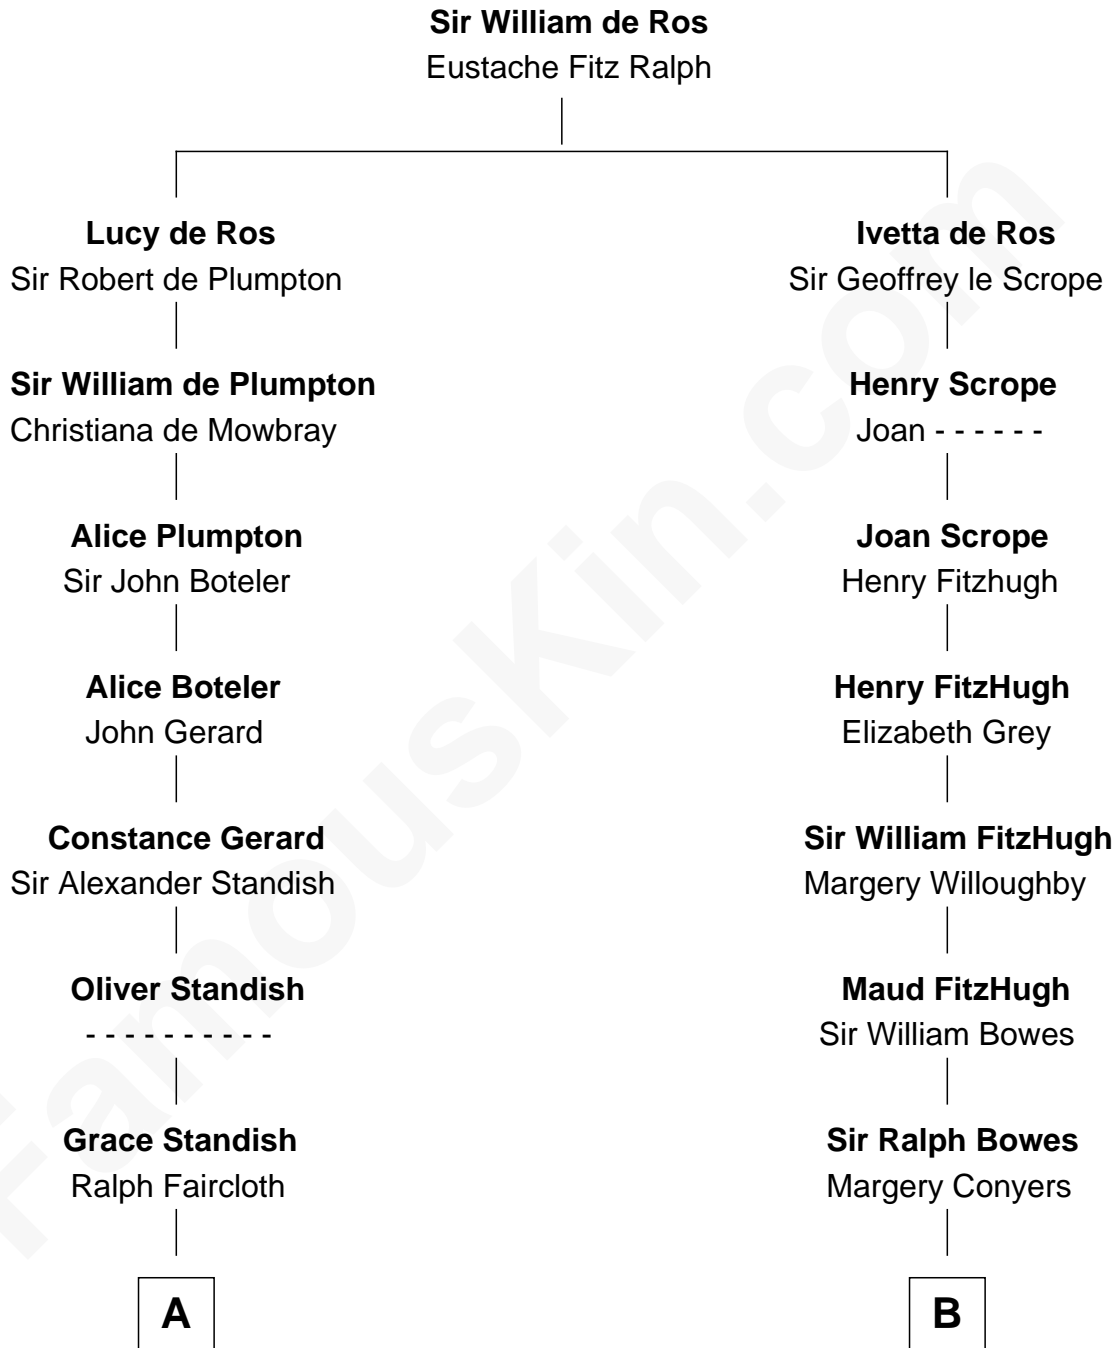 Sir William de Ros
Eustache Fitz Ralph
Lucy de Ros
Sir Robert de Plumpton
Sir William de Plumpton
Christiana de Mowbray
Alice Plumpton
Sir John Boteler
Alice Boteler
John Gerard
Constance Gerard
Sir Alexander Standish
Oliver Standish
- - - - - - - - - -
Grace Standish
Ralph Faircloth
A
Ivetta de Ros
Sir Geoffrey le Scrope
Henry Scrope
Joan - - - - - -
Joan Scrope
Henry Fitzhugh
Henry FitzHugh
Elizabeth Grey
Sir William FitzHugh
Margery Willoughby
Maud FitzHugh
Sir William Bowes
Sir Ralph Bowes
Margery Conyers
B
FamousKin.com